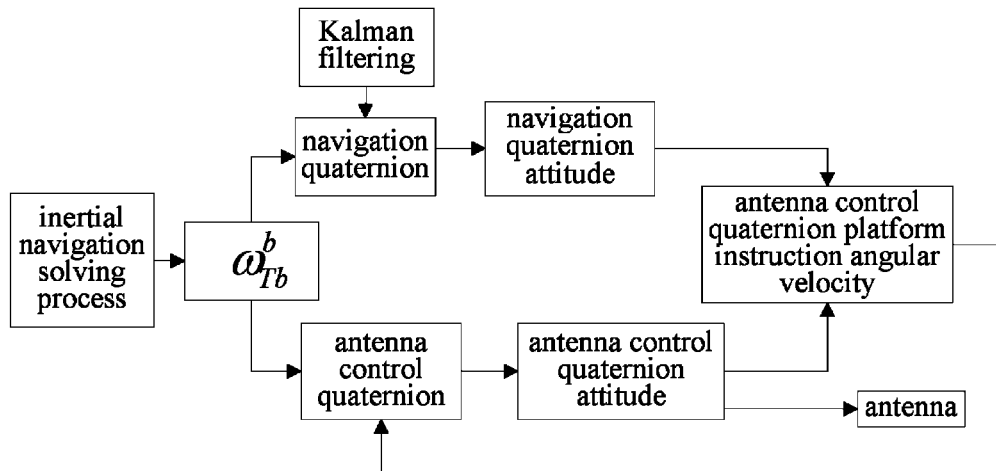 Kalman
filtering
navigation
quaternion
navigation
quaternion
attitude
inertial
navigation
solving
process
ω^b_{Tb}
antenna control
quaternion platform
instruction angular
velocity
antenna
control
quaternion
antenna control
quaternion
attitude
antenna